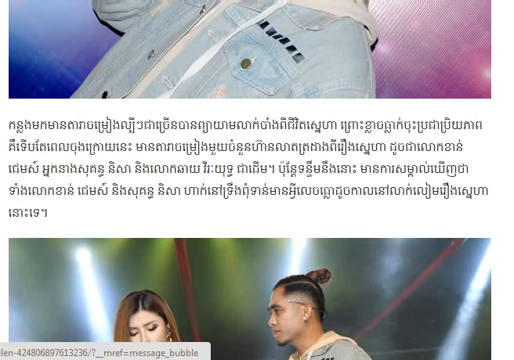 កន្លងមកមានតារាចម្រៀងល្បីៗជាច្រើនបានព្យាយាមលាក់បាំងពីជីវិតស្នេហា ព្រោះខ្លាចធ្លាក់ចុះប្រជាប្រិយភាព
គឺទើបតែពេលចុងក្រោយនេះ មានតារាចម្រៀងមួយចំនួនហ៊ានលាតត្រដាងពីរឿងស្នេហា ដូចជាលោកខាន់
ជេមស៍ អ្នកនាងសុគន្ធ និសា និងលោកឆាយ វីរៈយុទ្ធ ជាដើម។ ប៉ុន្តែទន្ទឹមនឹងនោះ មានការសម្គាល់ឃើញថា
ទាំងលោកខាន់ ជេមស៍ និងសុគន្ធ និសា ហាក់នៅទ្រឹងពុំទាន់មានអ្វីលេចធ្លោដូចកាលនៅលាក់លៀមរឿងស្នេហា
នោះទេ។
len-424806897613236/?__mref=message_bubble